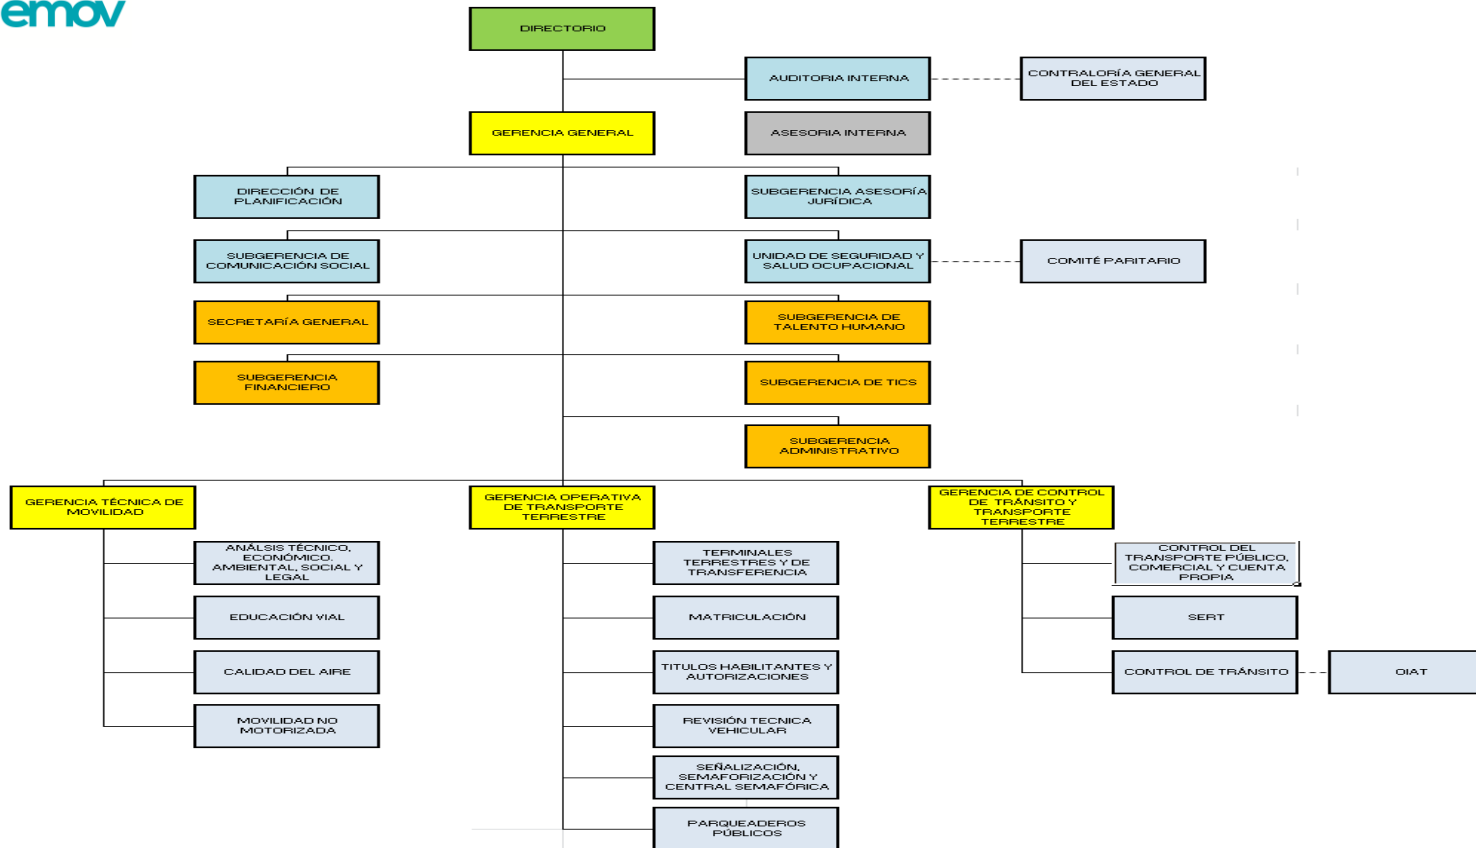 emov
DIRECTORIO
AUDITORIA INTERNA
CONTRALORÍA GENERAL
DEL ESTADO
GERENCIA GENERAL
ASESORIA INTERNA
DIRECCIÓN DE
PLANIFICACIÓN
SUBGERENCIA ASESORÍA
JURÍDICA
SUBGERENCIA DE
COMUNICACIÓN SOCIAL
UNIDAD DE SEGURIDAD Y
SALUD OCUPACIONAL
COMITÉ PARITARIO
SECRETARÍA GENERAL
SUBGERENCIA DE
TALENTO HUMANO
SUBGERENCIA
FINANCIERO
SUBGERENCIA DE TICS
SUBGERENCIA
ADMINISTRATIVO
GERENCIA TÉCNICA DE
MOVILIDAD
GERENCIA OPERATIVA
DE TRANSPORTE
TERRESTRE
GERENCIA DE CONTROL
DE TRÁNSITO Y
TRANSPORTE
TERRESTRE
ANÁLSIS TÉCNICO,
ECONÓMICO,
AMBIENTAL, SOCIAL Y
LEGAL
TERMINALES
TERRESTRES Y DE
TRANSFERENCIA
CONTROL DEL
TRANSPORTE PÚBLICO,
COMERCIAL Y CUENTA
PROPIA
EDUCACIÓN VIAL
MATRICULACIÓN
SERT
CALIDAD DEL AIRE
TITULOS HABILITANTES Y
AUTORIZACIONES
CONTROL DE TRÁNSITO
OIAT
MOVILIDAD NO
MOTORIZADA
REVISIÓN TECNICA
VEHICULAR
SEÑALIZACIÓN,
SEMAFORIZACIÓN Y
CENTRAL SEMAFÓRICA
PARQUEADEROS
PÚBLICOS